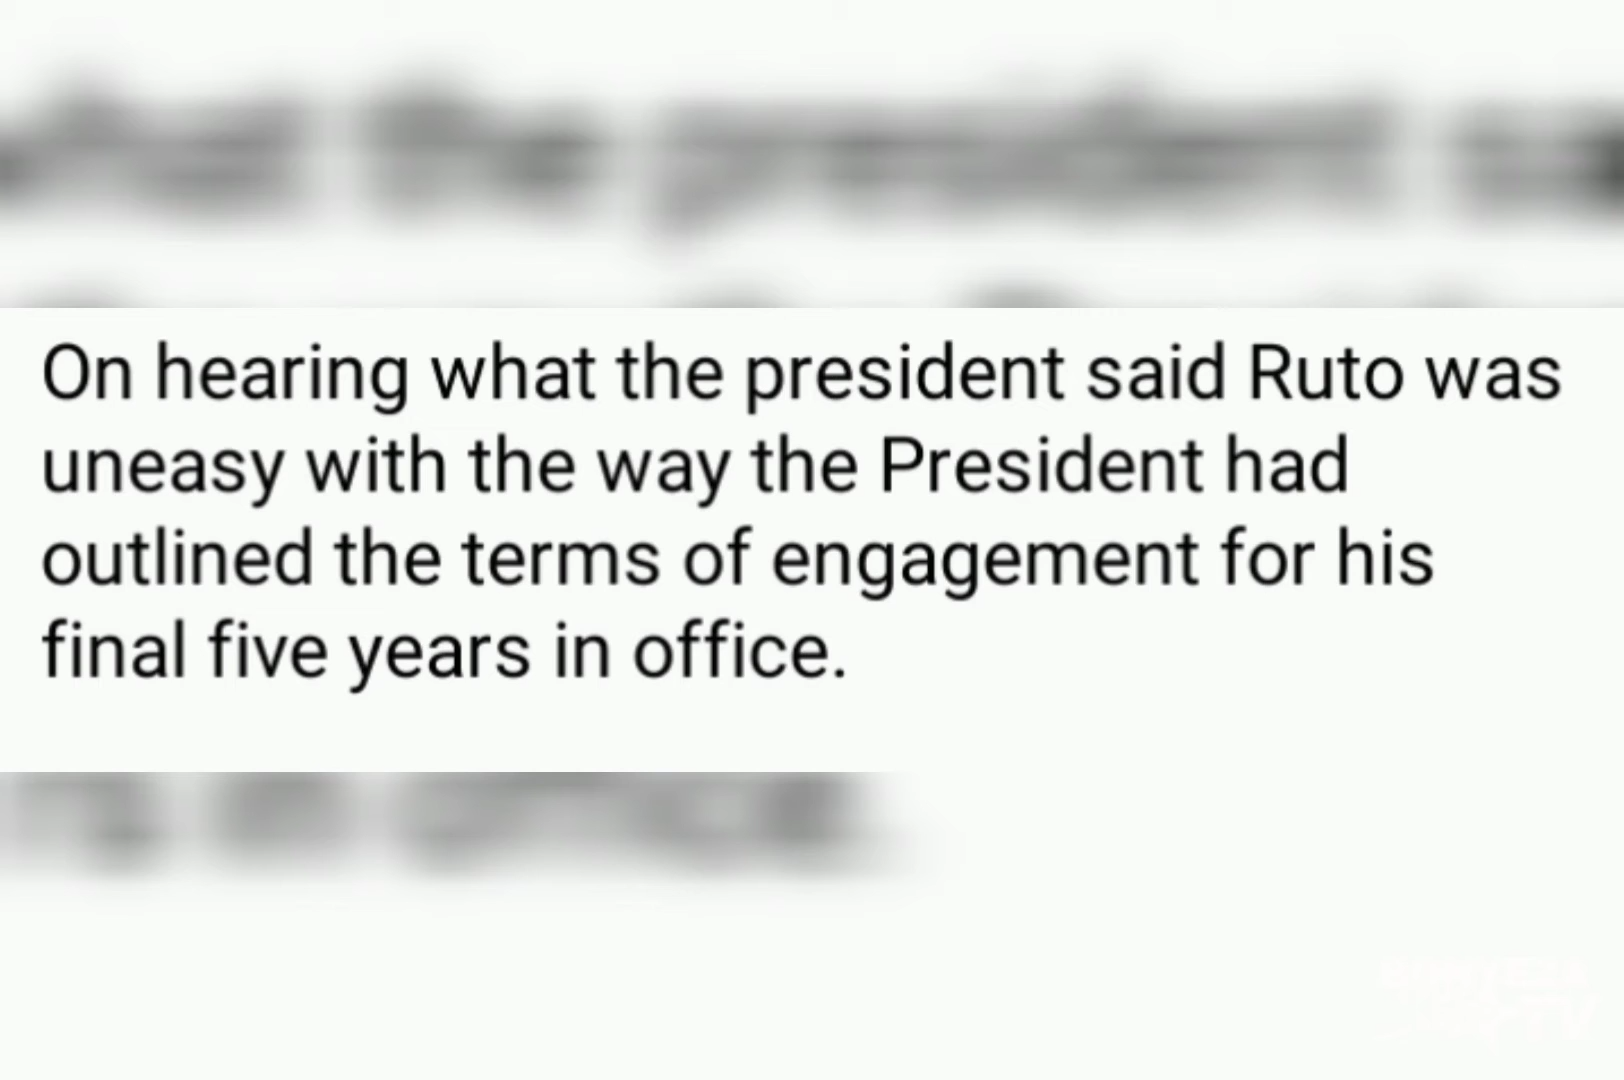 On hearing what the president said Ruto was
uneasy with the way the President had
outlined the terms of engagement for his
final five years in office.